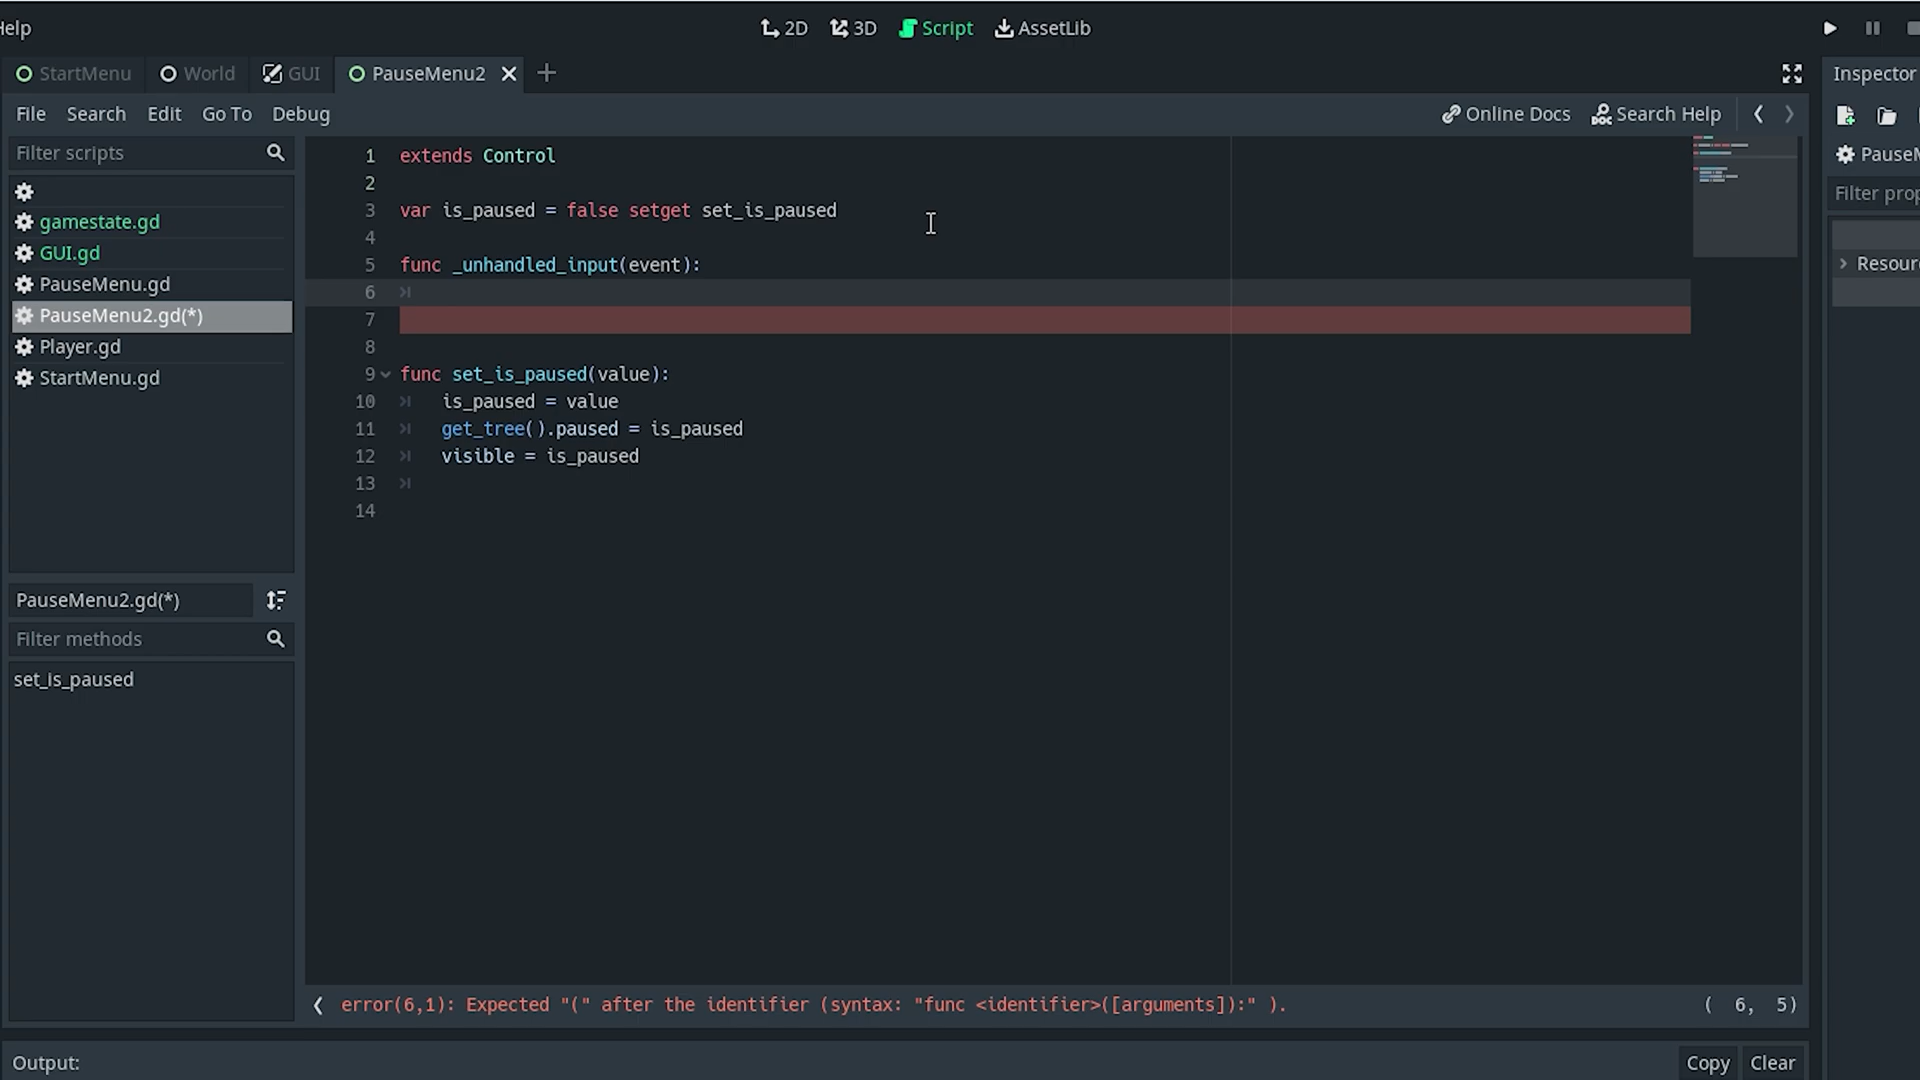 Help
2D 3D Script AssetLib
StartMenu World GUI PauseMenu2
Inspector
File Search Edit Go To Debug
Online Docs Search Help
Filter scripts
gamestate.gd
GUI.gd
PauseMenu.gd
PauseMenu2.gd(*)
Player.gd
StartMenu.gd
PauseMenu2.gd(*)
Filter methods
set_is_paused
1 extends Control
2
3 var is_paused = false setget set_is_paused
4
5 func _unhandled_input(event):
6
7
8
9 func set_is_paused(value):
10 is_paused = value
11 get_tree().paused = is_paused
12 visible = is_paused
13
14
error(6,1): Expected "(" after the identifier (syntax: "func <identifier>([arguments]):" ).
( 6, 5)
Output:
Copy Clear
PauseM
Filter prop
Resour